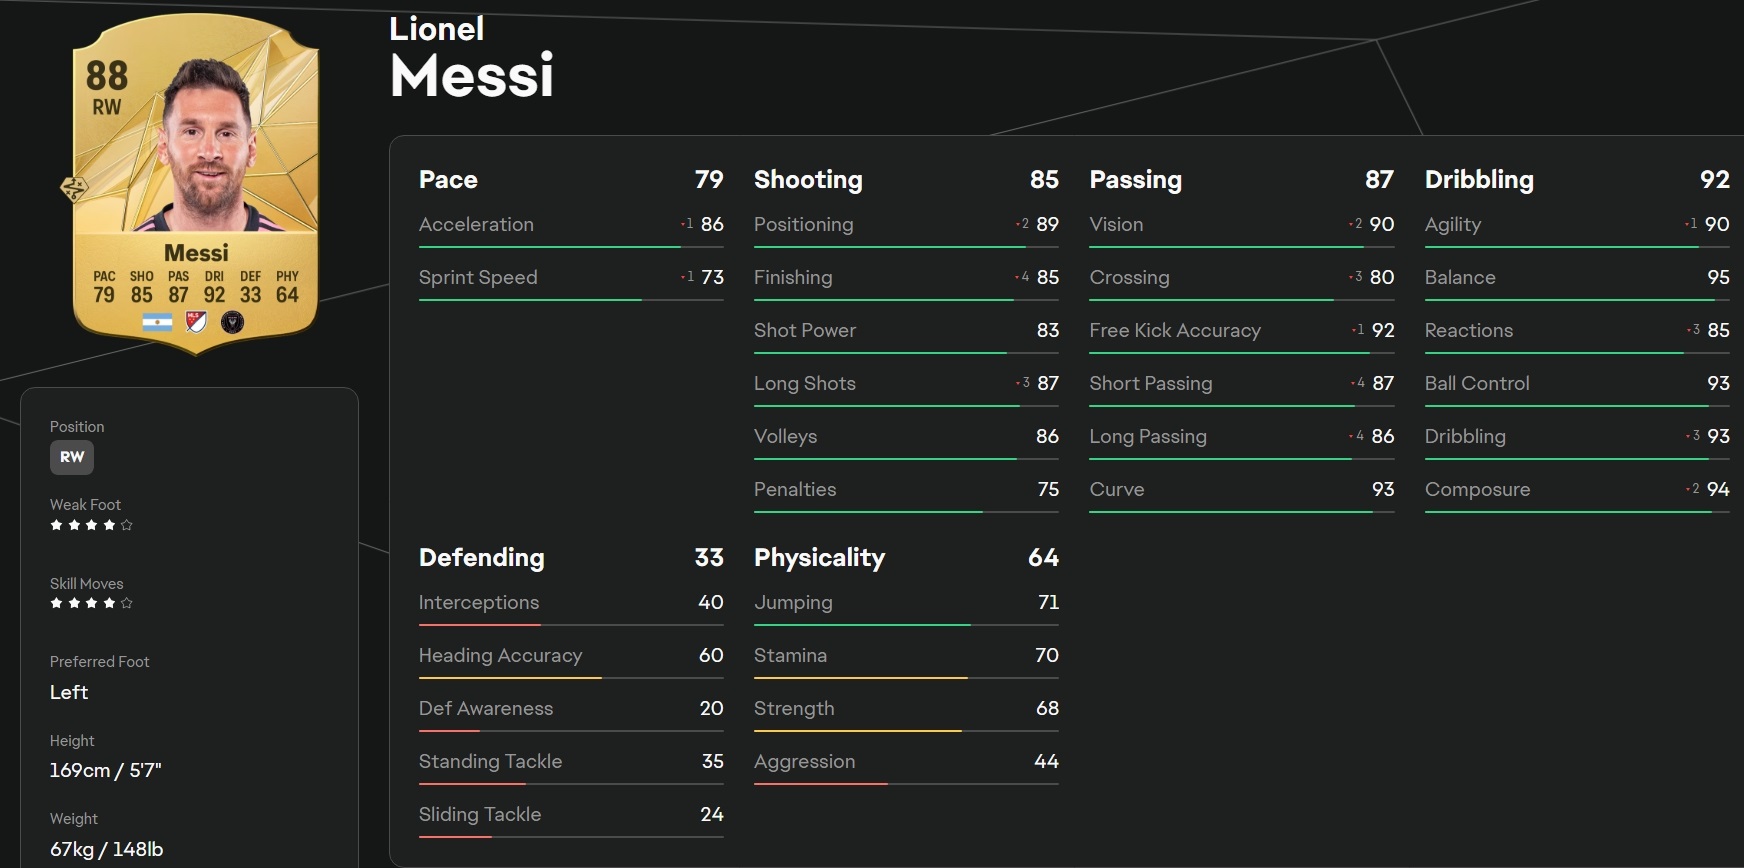 88
RW
Messi
PAC SHO PAS DRI DEF PHY
79 85 87 92 33 64
MLS
Position
RW
Weak Foot
Skill Moves
Preferred Foot
Left
Height
169cm / 5'7"
Weight
67kg / 148lb
Lionel
Messi
Pace 79
Acceleration 1 86
Sprint Speed 1 73
Shooting 85
Positioning 2 89
Finishing 4 85
Shot Power 83
Long Shots 3 87
Volleys 86
Penalties 75
Passing 87
Vision 2 90
Crossing 3 80
Free Kick Accuracy 1 92
Short Passing 4 87
Long Passing 4 86
Curve 93
Dribbling 92
Agility 1 90
Balance 95
Reactions 3 85
Ball Control 93
Dribbling 3 93
Composure 2 94
Defending 33
Interceptions 40
Heading Accuracy 60
Def Awareness 20
Standing Tackle 35
Sliding Tackle 24
Physicality 64
Jumping 71
Stamina 70
Strength 68
Aggression 44